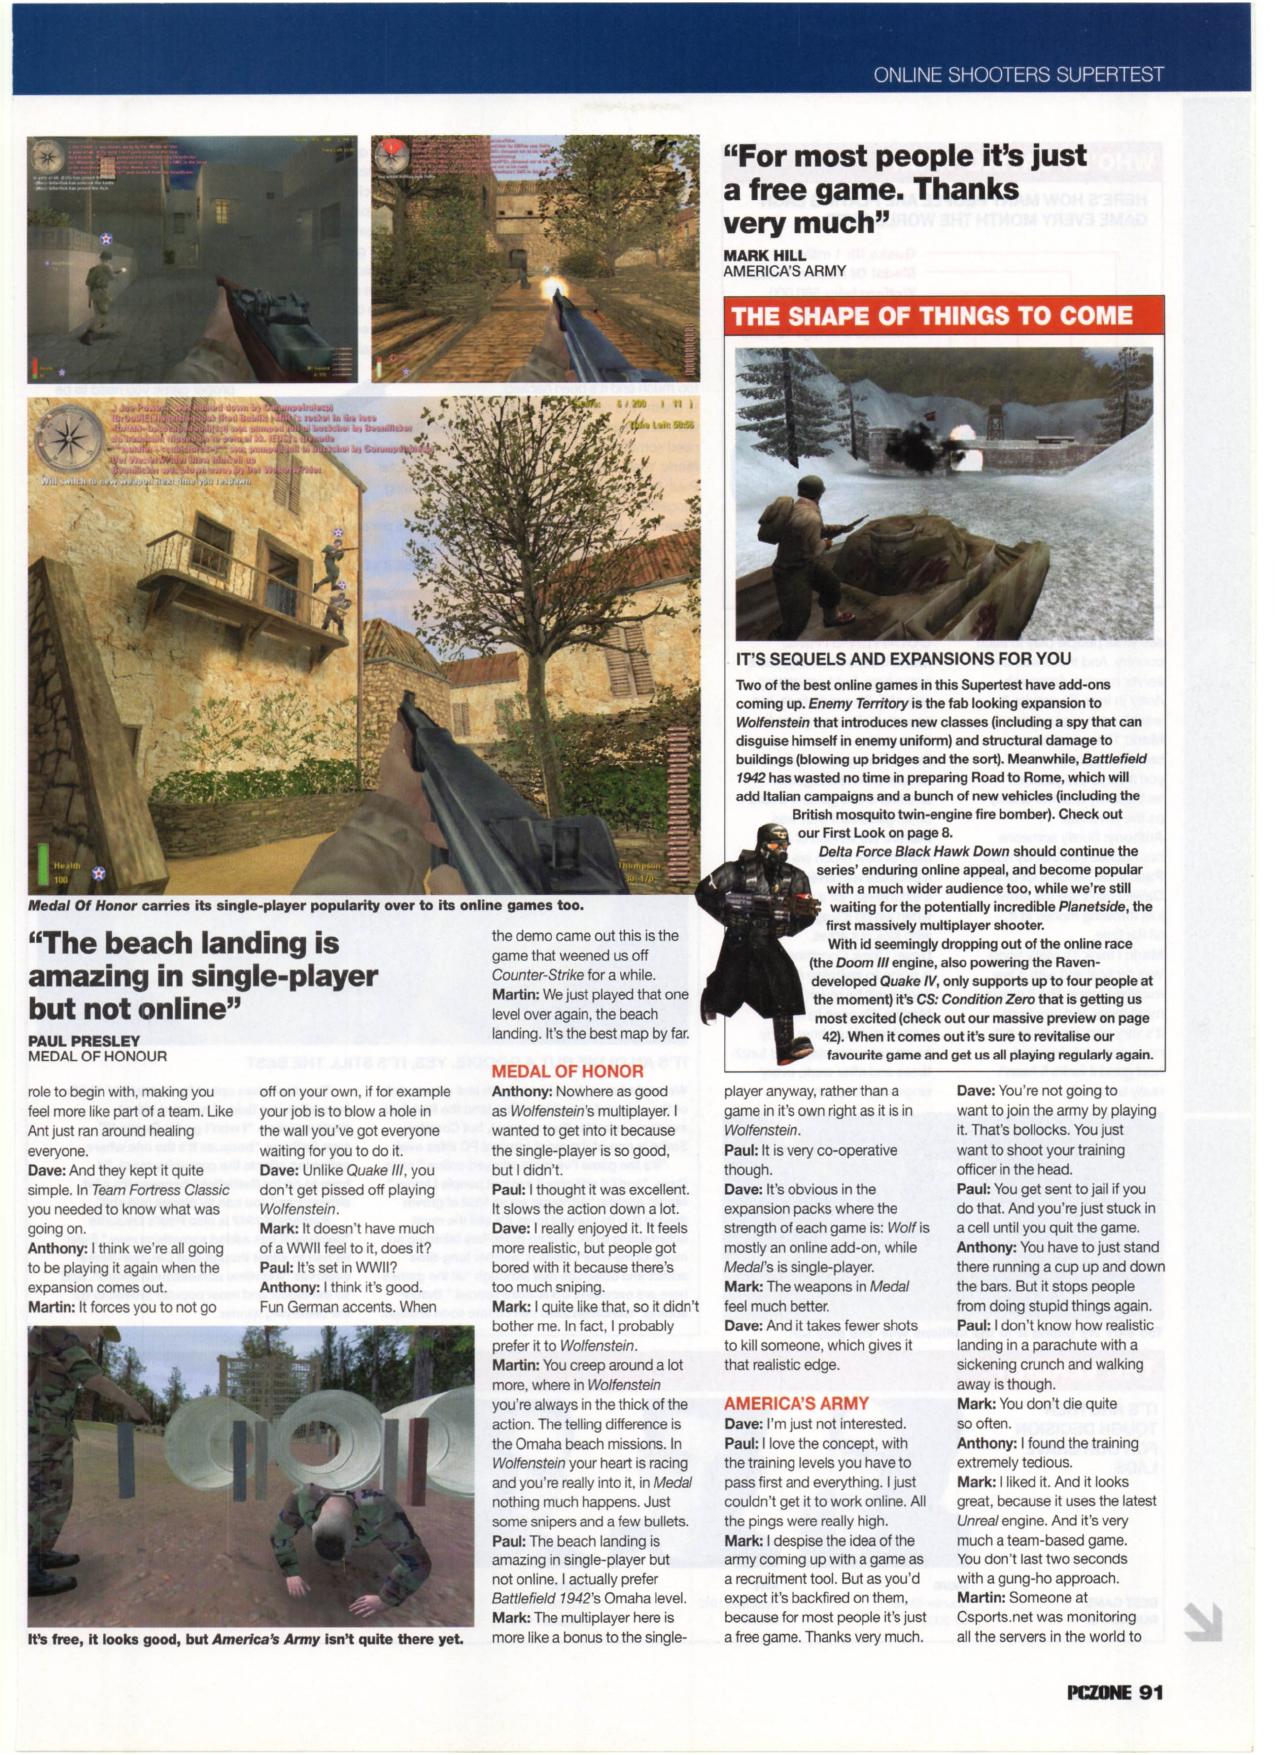 ONLINE SHOOTERS SUPERTEST
“For most people it’s just
a free game. Thanks
very much”
MARK HILL
AMERICA’S ARMY
Will switch to new weapon next time you respawn
Time Left: 50:56
Health
100
Thompson
Medal Of Honor carries its single-player popularity over to its online games too.
“The beach landing is
amazing in single-player
but not online”
PAUL PRESLEY
MEDAL OF HONOUR
role to begin with, making you
feel more like part of a team. Like
Ant just ran around healing
everyone.
Dave: And they kept it quite
simple. In Team Fortress Classic
you needed to know what was
going on.
Anthony: I think we’re all going
to be playing it again when the
expansion comes out.
Martin: It forces you to not go
off on your own, if for example
your job is to blow a hole in
the wall you’ve got everyone
waiting for you to do it.
Dave: Unlike Quake III, you
don’t get pissed off playing
Wolfenstein.
Mark: It doesn’t have much
of a WWII feel to it, does it?
Paul: It’s set in WWII?
Anthony: I think it’s good.
Fun German accents. When
the demo came out this is the
game that weened us off
Counter-Strike for a while.
Martin: We just played that one
level over again, the beach
landing. It’s the best map by far.
MEDAL OF HONOR
Anthony: Nowhere as good
as Wolfenstein’s multiplayer. I
wanted to get into it because
the single-player is so good,
but I didn’t.
Paul: I thought it was excellent.
It slows the action down a lot.
Dave: I really enjoyed it. It feels
more realistic, but people got
bored with it because there’s
too much sniping.
Mark: I quite like that, so it didn’t
bother me. In fact, I probably
prefer it to Wolfenstein.
Martin: You creep around a lot
more, where in Wolfenstein
you’re always in the thick of the
action. The telling difference is
the Omaha beach missions. In
Wolfenstein your heart is racing
and you’re really into it, in Medal
nothing much happens. Just
some snipers and a few bullets.
Paul: The beach landing is
amazing in single-player but
not online. I actually prefer
Battlefield 1942’s Omaha level.
Mark: The multiplayer here is
more like a bonus to the single-
player anyway, rather than a
game in it’s own right as it is in
Wolfenstein.
Paul: It is very co-operative
though.
Dave: It’s obvious in the
expansion packs where the
strength of each game is: Wolf is
mostly an online add-on, while
Medal’s is single-player.
Mark: The weapons in Medal
feel much better.
Dave: And it takes fewer shots
to kill someone, which gives it
that realistic edge.
AMERICA’S ARMY
Dave: I’m just not interested.
Paul: I love the concept, with
the training levels you have to
pass first and everything. I just
couldn’t get it to work online. All
the pings were really high.
Mark: I despise the idea of the
army coming up with a game as
a recruitment tool. But as you’d
expect it’s backfired on them,
because for most people it’s just
a free game. Thanks very much.
Dave: You’re not going to
want to join the army by playing
it. That’s bollocks. You just
want to shoot your training
officer in the head.
Paul: You get sent to jail if you
do that. And you’re just stuck in
a cell until you quit the game.
Anthony: You have to just stand
there running a cup up and down
the bars. But it stops people
from doing stupid things again.
Paul: I don’t know how realistic
landing in a parachute with a
sickening crunch and walking
away is though.
Mark: You don’t die quite
so often.
Anthony: I found the training
extremely tedious.
Mark: I liked it. And it looks
great, because it uses the latest
Unreal engine. And it’s very
much a team-based game.
You don’t last two seconds
with a gung-ho approach.
Martin: Someone at
Csports.net was monitoring
all the servers in the world to
It’s free, it looks good, but America’s Army isn’t quite there yet.
THE SHAPE OF THINGS TO COME
IT’S SEQUELS AND EXPANSIONS FOR YOU
Two of the best online games in this Supertest have add-ons
coming up. Enemy Territory is the fab looking expansion to
Wolfenstein that introduces new classes (including a spy that can
disguise himself in enemy uniform) and structural damage to
buildings (blowing up bridges and the sort). Meanwhile, Battlefield
1942 has wasted no time in preparing Road to Rome, which will
add Italian campaigns and a bunch of new vehicles (including the
British mosquito twin-engine fire bomber). Check out
our First Look on page 8.
Delta Force Black Hawk Down should continue the
series’ enduring online appeal, and become popular
with a much wider audience too, while we’re still
waiting for the potentially incredible Planetside, the
first massively multiplayer shooter.
With id seemingly dropping out of the online race
(the Doom III engine, also powering the Raven-
developed Quake IV, only supports up to four people at
the moment) it’s CS: Condition Zero that is getting us
most excited (check out our massive preview on page
42). When it comes out it’s sure to revitalise our
favourite game and get us all playing regularly again.
PCZONE 91